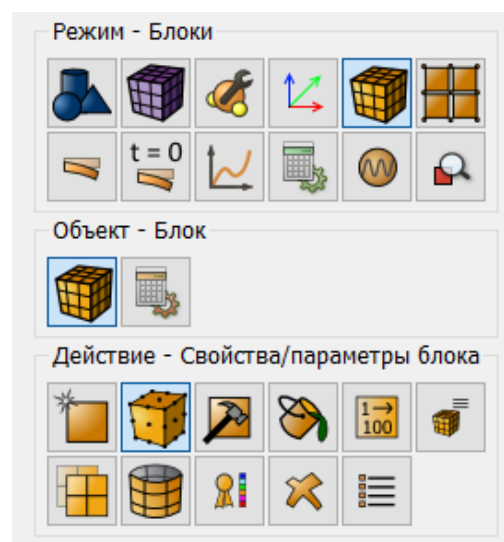 Режим - Блоки
t = 0
Объект - Блок
Действие - Свойства/параметры блока
1→
100